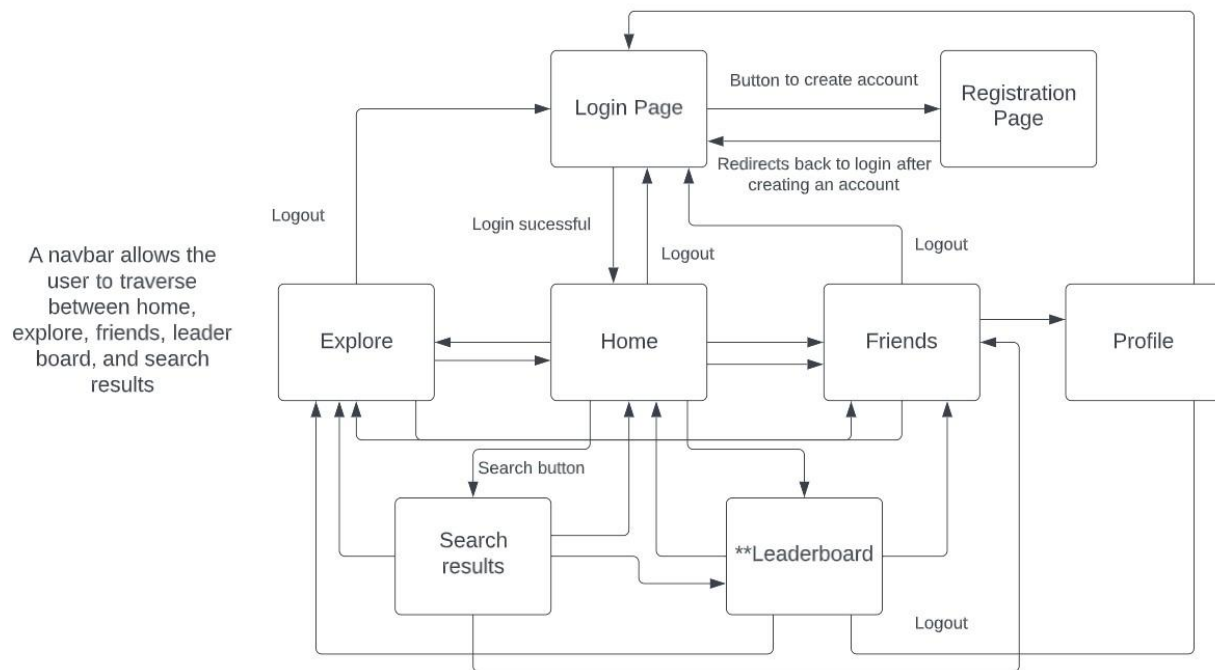 Login Page
Button to create account
Registration
Page
Redirects back to login after
creating an account
Logout
Login sucessful
Logout
Logout
A navbar allows the
user to traverse
between home,
explore, friends, leader
board, and search
results
Explore
Home
Friends
Profile
Search button
Search
results
**Leaderboard
Logout